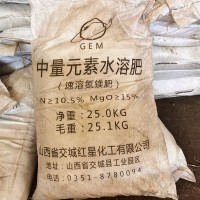 GEM
中量元素水溶肥
（速溶氮镁肥）
N≥10.5% MgO≥15%
净重：25.0KG
毛重：25.1KG
山西省交城红星化工有限公司
地址：山西省交城县工业园区
电话：0351-8780094